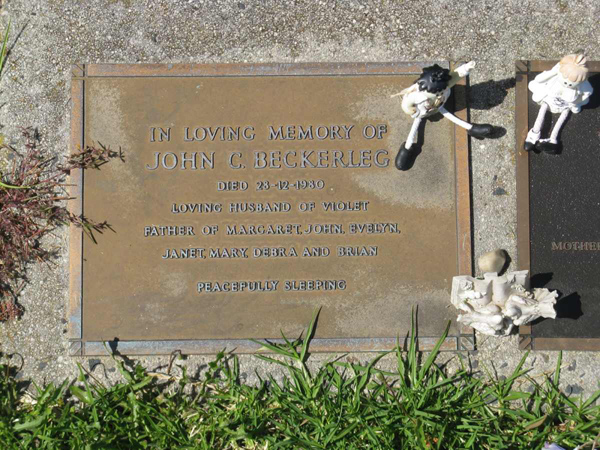 IN LOVING MEMORY OF
JOHN C. BECKERLEG
DIED 23-12-1980
LOVING HUSBAND OF VIOLET
FATHER OF MARGARET, JOHN, EVELYN,
JANET, MARY, DEBRA AND BRIAN
PEACEFULLY SLEEPING
MOTHER